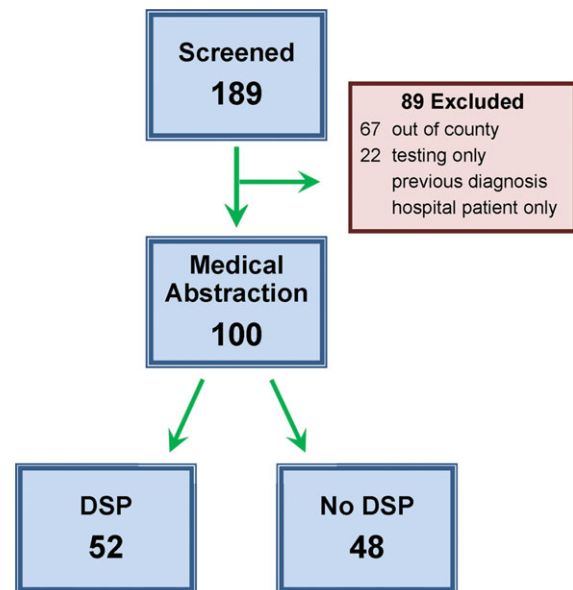 Screened
189
89 Excluded
67 out of county
22 testing only
previous diagnosis
hospital patient only
Medical
Abstraction
100
DSP
52
No DSP
48